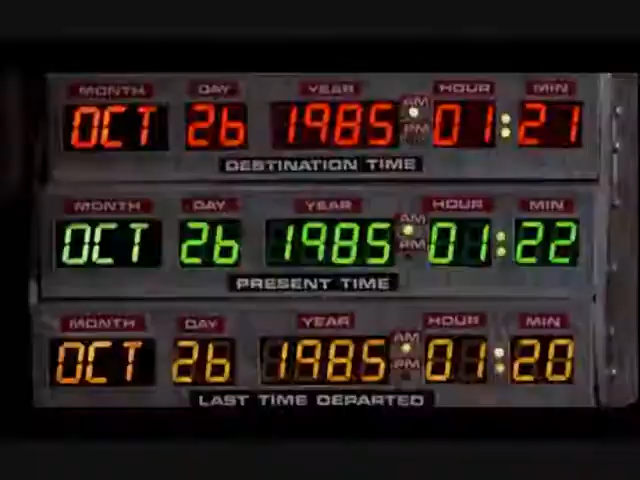 MONTH DAY YEAR AM HOUR MIN
OCT 26 1985 PM 01:21
DESTINATION TIME
MONTH DAY YEAR AM HOUR MIN
OCT 26 1985 PM 01:22
PRESENT TIME
MONTH DAY YEAR AM HOUR MIN
OCT 26 1985 PM 01:20
LAST TIME DEPARTED